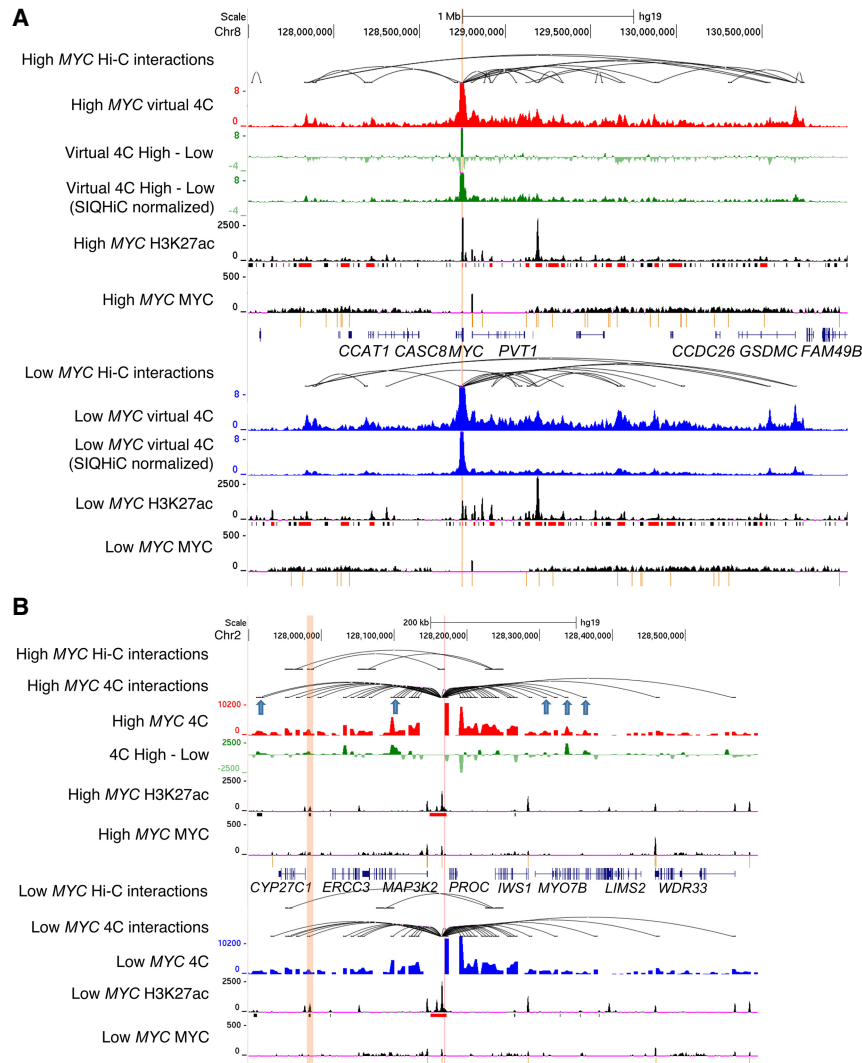 A
Scale 1 Mb hg19
Chr8 128,000,000 128,500,000 129,000,000 129,500,000 130,000,000 130,500,000
High MYC Hi-C interactions
8
High MYC virtual 4C
0
8
Virtual 4C High - Low
-4
8
Virtual 4C High - Low
(SIQHiC normalized)
-4
2500
High MYC H3K27ac
0
500
High MYC MYC
0
CCAT1 CASC8 MYC PVT1 CCDC26 GSDMC FAM49B
Low MYC Hi-C interactions
8
Low MYC virtual 4C
0
8
Low MYC virtual 4C
(SIQHiC normalized)
0
2500
Low MYC H3K27ac
0
500
Low MYC MYC
0
B
Scale 200 kb hg19
Chr2 128,000,000 128,100,000 128,200,000 128,300,000 128,400,000 128,500,000
High MYC Hi-C interactions
High MYC 4C interactions
10200
High MYC 4C
0
2500
4C High - Low
-2500
2500
High MYC H3K27ac
0
500
High MYC MYC
0
CYP27C1 ERCC3 MAP3K2 PROC IWS1 MYO7B LIMS2 WDR33
Low MYC Hi-C interactions
Low MYC 4C interactions
10200
Low MYC 4C
0
2500
Low MYC H3K27ac
0
500
Low MYC MYC
0